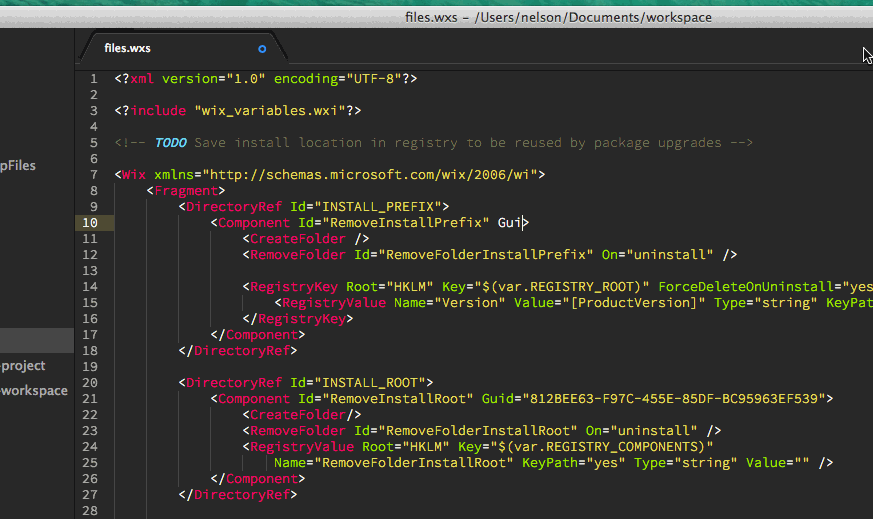 files.wxs – /Users/nelson/Documents/workspace
files.wxs
pFiles
-project
-workspace
1 <?xml version="1.0" encoding="UTF-8"?>
2
3 <?include "wix_variables.wxi"?>
4
5 <!-- TODO Save install location in registry to be reused by package upgrades -->
6
7 <Wix xmlns="http://schemas.microsoft.com/wix/2006/wi">
8 <Fragment>
9 <DirectoryRef Id="INSTALL_PREFIX">
10 <Component Id="RemoveInstallPrefix" Gui>
11 <CreateFolder />
12 <RemoveFolder Id="RemoveFolderInstallPrefix" On="uninstall" />
13
14 <RegistryKey Root="HKLM" Key="$(var.REGISTRY_ROOT)" ForceDeleteOnUninstall="yes
15 <RegistryValue Name="Version" Value="[ProductVersion]" Type="string" KeyPat
16 </RegistryKey>
17 </Component>
18 </DirectoryRef>
19
20 <DirectoryRef Id="INSTALL_ROOT">
21 <Component Id="RemoveInstallRoot" Guid="812BEE63-F97C-455E-85DF-BC95963EF539">
22 <CreateFolder/>
23 <RemoveFolder Id="RemoveFolderInstallRoot" On="uninstall" />
24 <RegistryValue Root="HKLM" Key="$(var.REGISTRY_COMPONENTS)"
25 Name="RemoveFolderInstallRoot" KeyPath="yes" Type="string" Value="" />
26 </Component>
27 </DirectoryRef>
28